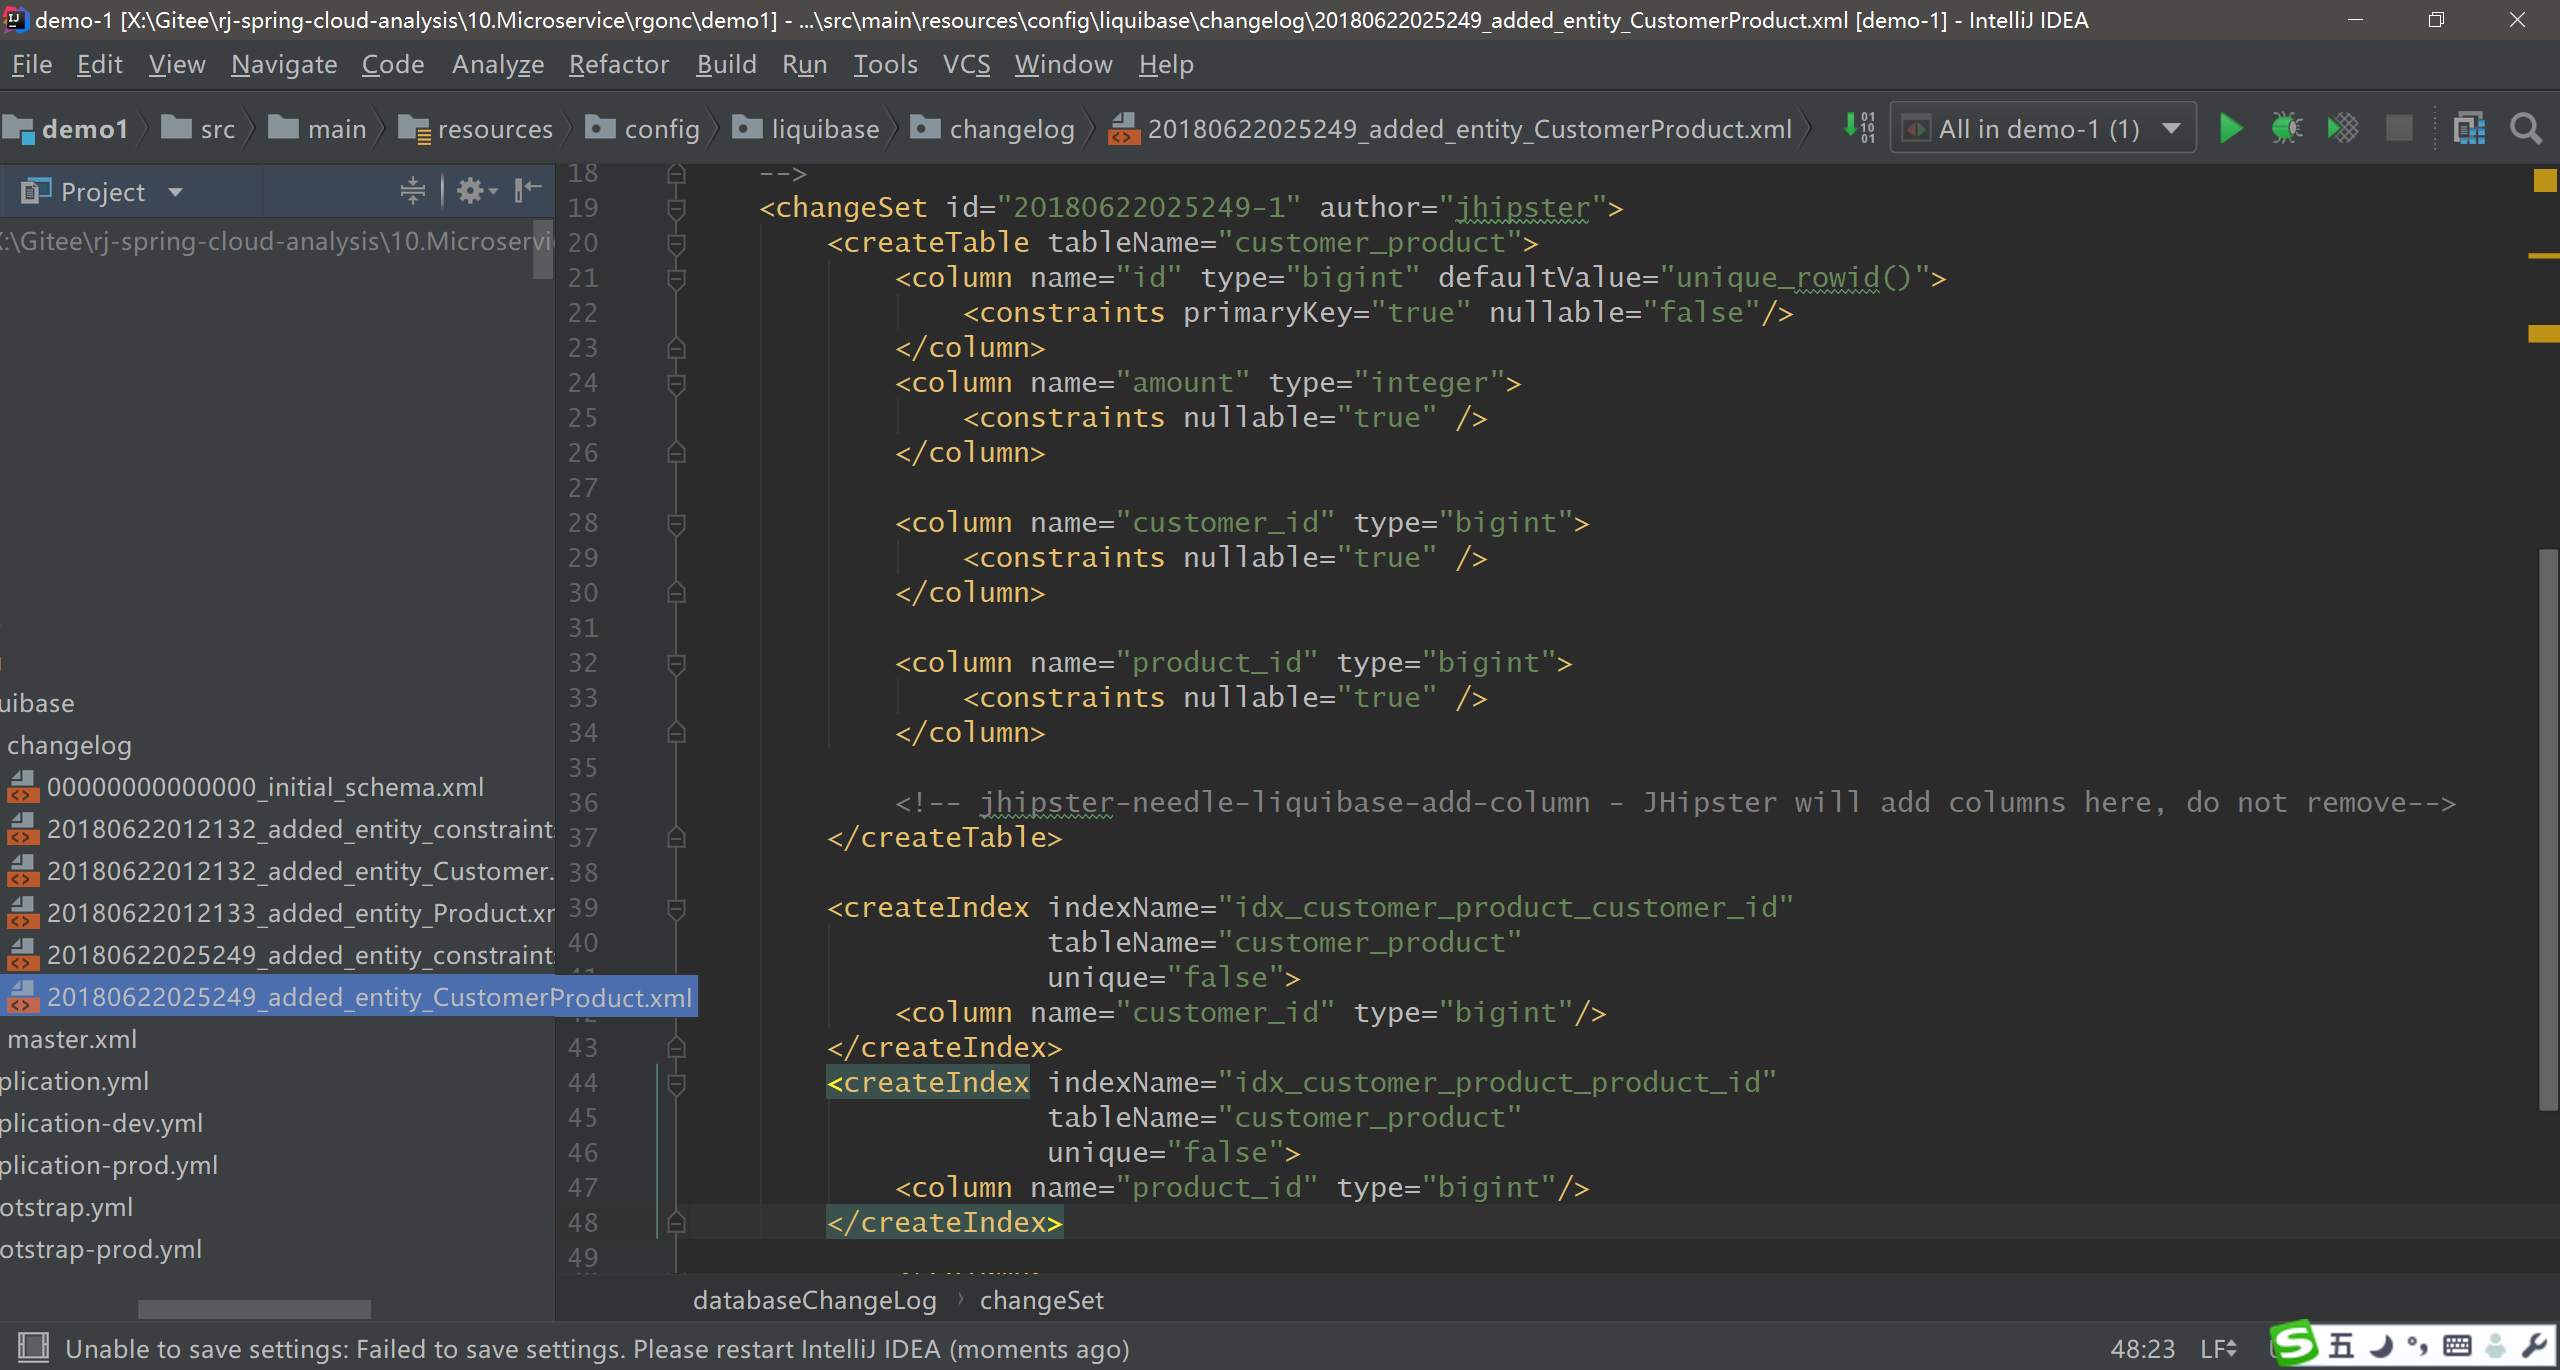 demo-1 [X:\Gitee\rj-spring-cloud-analysis\10.Microservice\rgonc\demo1] - ...\src\main\resources\config\liquibase\changelog\20180622025249_added_entity_CustomerProduct.xml [demo-1] - IntelliJ IDEA
File Edit View Navigate Code Analyze Refactor Build Run Tools VCS Window Help
demo1 src main resources config liquibase changelog 20180622025249_added_entity_CustomerProduct.xml All in demo-1 (1)
Project
:\Gitee\rj-spring-cloud-analysis\10.Microservi
uibase
changelog
00000000000000_initial_schema.xml
20180622012132_added_entity_constraint
20180622012132_added_entity_Customer.
20180622012133_added_entity_Product.xr
20180622025249_added_entity_constraint
20180622025249_added_entity_CustomerProduct.xml
master.xml
plication.yml
plication-dev.yml
plication-prod.yml
otstrap.yml
otstrap-prod.yml
18 -->
19 <changeSet id="20180622025249-1" author="jhipster">
20 <createTable tableName="customer_product">
21 <column name="id" type="bigint" defaultValue="unique_rowid()">
22 <constraints primaryKey="true" nullable="false"/>
23 </column>
24 <column name="amount" type="integer">
25 <constraints nullable="true" />
26 </column>
27
28 <column name="customer_id" type="bigint">
29 <constraints nullable="true" />
30 </column>
31
32 <column name="product_id" type="bigint">
33 <constraints nullable="true" />
34 </column>
35
36 <!-- jhipster-needle-liquibase-add-column - JHipster will add columns here, do not remove-->
37 </createTable>
38
39 <createIndex indexName="idx_customer_product_customer_id"
40 tableName="customer_product"
unique="false">
<column name="customer_id" type="bigint"/>
43 </createIndex>
44 <createIndex indexName="idx_customer_product_product_id"
45 tableName="customer_product"
46 unique="false">
47 <column name="product_id" type="bigint"/>
48 </createIndex>
49
databaseChangeLog › changeSet
Unable to save settings: Failed to save settings. Please restart IntelliJ IDEA (moments ago) 48:23 LF 五